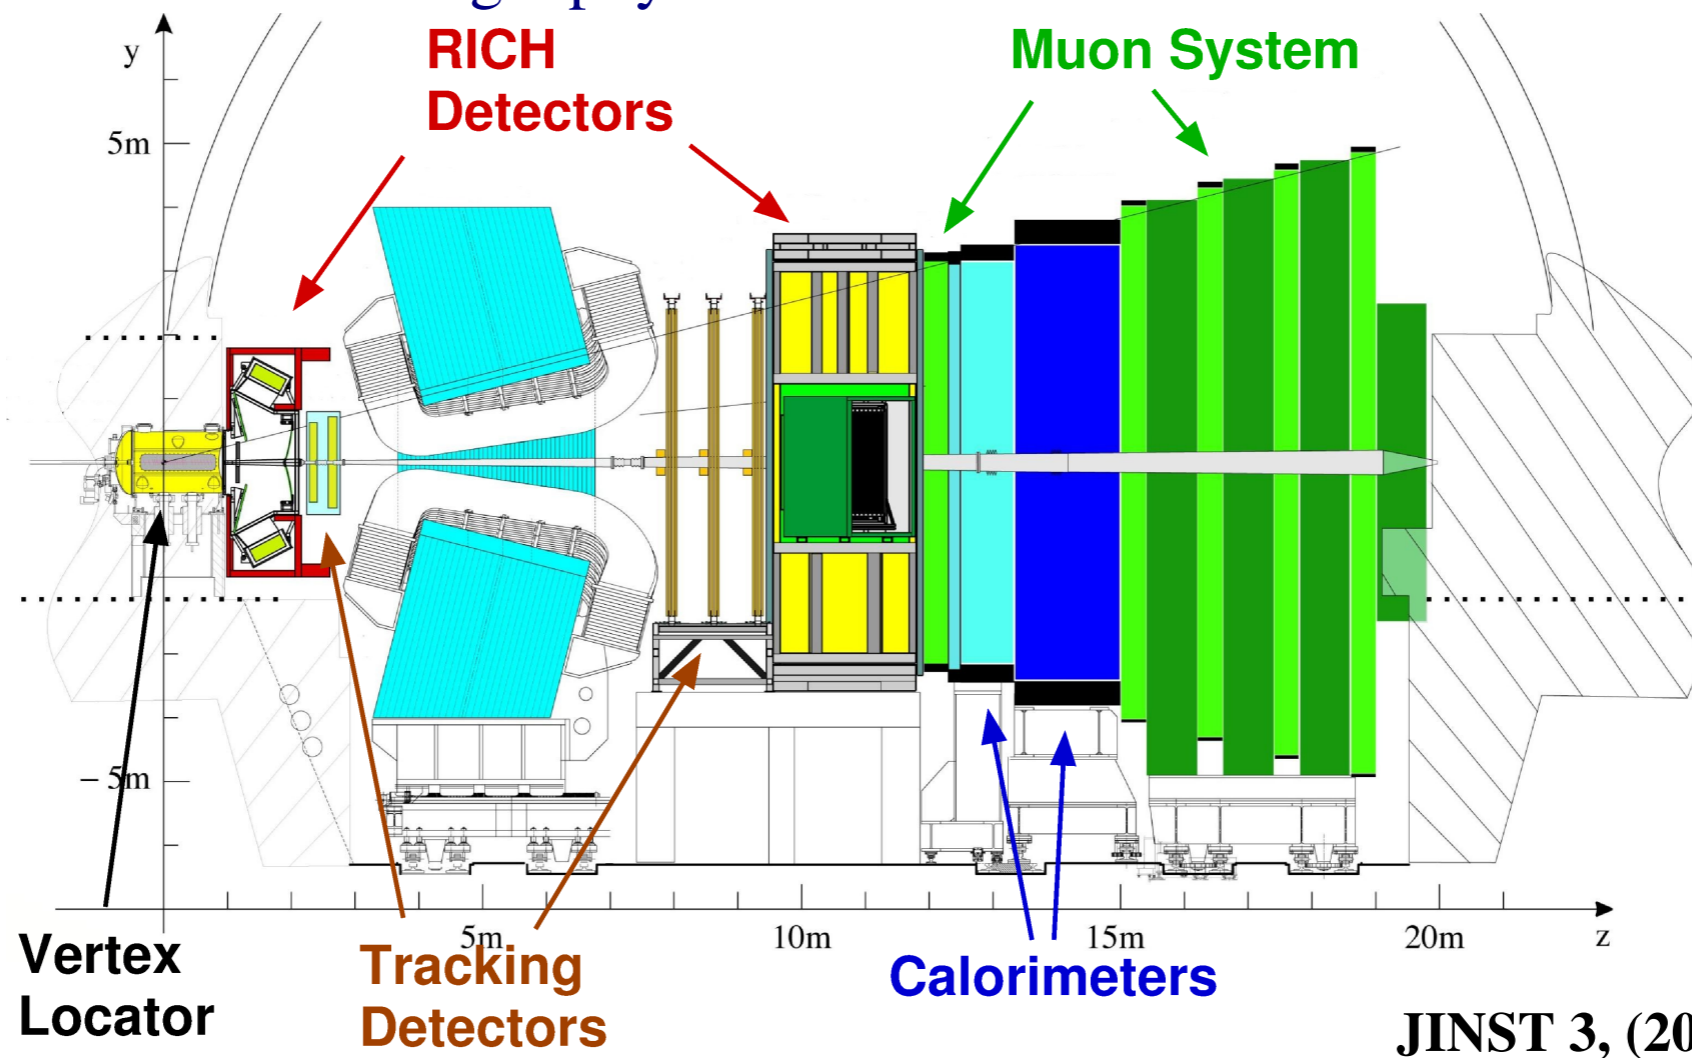 RICH
Detectors
Muon System
y
5m
– 5m
5m
10m
15m
20m
z
Vertex
Locator
Tracking
Detectors
Calorimeters
JINST 3, (20